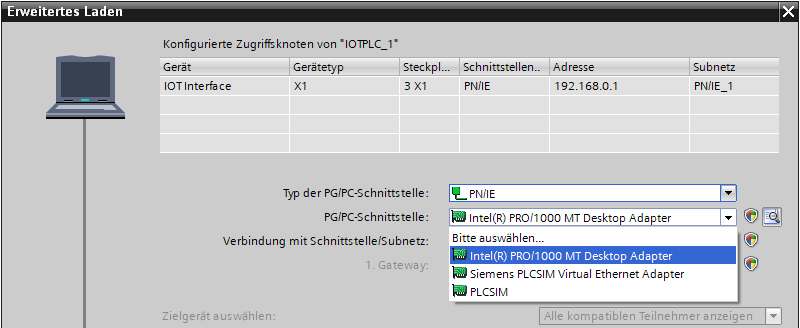 Erweitertes Laden
Konfigurierte Zugriffsknoten von "IOTPLC_1"
Gerät Gerätetyp Steckpl... Schnittstellen.. Adresse Subnetz
IOT Interface X1 3 X1 PN/IE 192.168.0.1 PN/IE_1
Typ der PG/PC-Schnittstelle: PN/IE
PG/PC-Schnittstelle: Intel(R) PRO/1000 MT Desktop Adapter
Bitte auswählen...
Verbindung mit Schnittstelle/Subnetz: Intel(R) PRO/1000 MT Desktop Adapter
1. Gateway: Siemens PLCSIM Virtual Ethernet Adapter
PLCSIM
Zielgerät auswählen: Alle kompatiblen Teilnehmer anzeigen